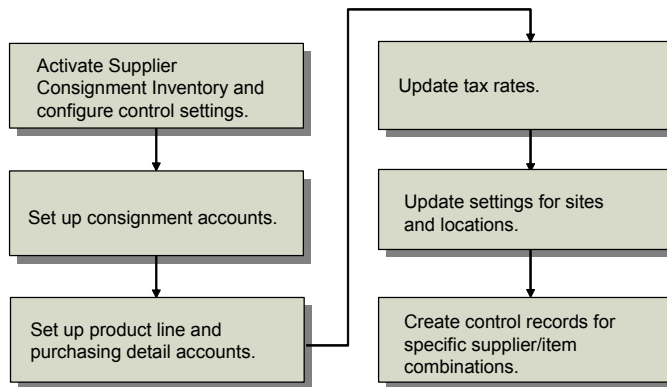 Activate Supplier
Consignment Inventory and
configure control settings.
Set up consignment accounts.
Set up product line and
purchasing detail accounts.
Update tax rates.
Update settings for sites
and locations.
Create control records for
specific supplier/item
combinations.